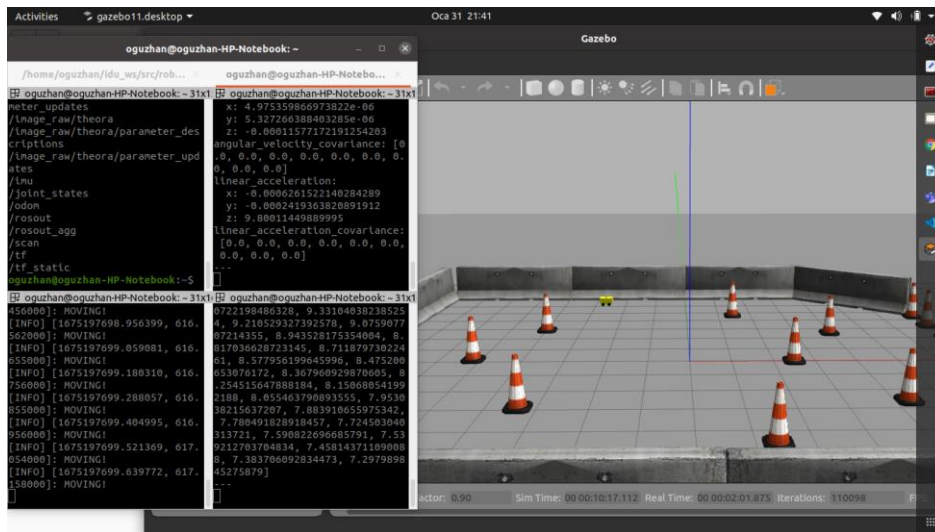 Activities
gazebo11.desktop
Oca 31 21:41
oguzhan@oguzhan-HP-Notebook: ~
Gazebo
/home/oguzhan/idu_ws/src/rob...
oguzhan@oguzhan-HP-Notebo...
oguzhan@oguzhan-HP-Notebook: ~ 31x1
meter_updates
/image_raw/theora
/image_raw/theora/parameter_des
criptions
/image_raw/theora/parameter_upd
ates
/imu
/joint_states
/odom
/rosout
/rosout_agg
/scan
/tf
/tf_static
oguzhan@oguzhan-HP-Notebook:~$
oguzhan@oguzhan-HP-Notebook: ~ 31x1
x: 4.975359866973822e-06
y: 5.327266388403285e-06
z: -0.00011577172191254203
angular_velocity_covariance: [0
.0, 0.0, 0.0, 0.0, 0.0, 0.0, 0.
0, 0.0, 0.0]
linear_acceleration:
x: -0.0006261522140284289
y: -0.0002419363820891912
z: 9.80011449889995
linear_acceleration_covariance:
[0.0, 0.0, 0.0, 0.0, 0.0, 0.0,
0.0, 0.0, 0.0]
---
oguzhan@oguzhan-HP-Notebook: ~ 31x1
456000]: MOVING!
[INFO] [1675197698.956399, 616.
562000]: MOVING!
[INFO] [1675197699.059081, 616.
655000]: MOVING!
[INFO] [1675197699.180310, 616.
756000]: MOVING!
[INFO] [1675197699.288057, 616.
855000]: MOVING!
[INFO] [1675197699.404995, 616.
956000]: MOVING!
[INFO] [1675197699.521369, 617.
054000]: MOVING!
[INFO] [1675197699.639772, 617.
158000]: MOVING!
oguzhan@oguzhan-HP-Notebook: ~ 31x1
0722198486328, 9.33104038238525
4, 9.210529327392578, 9.0759077
07214355, 8.943528175354004, 8.
817036628723145, 8.711879730224
61, 8.577956199645996, 8.475200
653076172, 8.367960929870605, 8
.254515647888184, 8.15068054199
2188, 8.055463790893555, 7.9530
38215637207, 7.883910655975342,
7.780491828918457, 7.724503040
313721, 7.590822696685791, 7.53
9212703704834, 7.45814371109008
8, 7.383706092834473, 7.2979898
45275879]
---
actor: 0.90
Sim Time: 00 00:10:17.112
Real Time: 00 00:02:01.875
Iterations: 110098
FPS